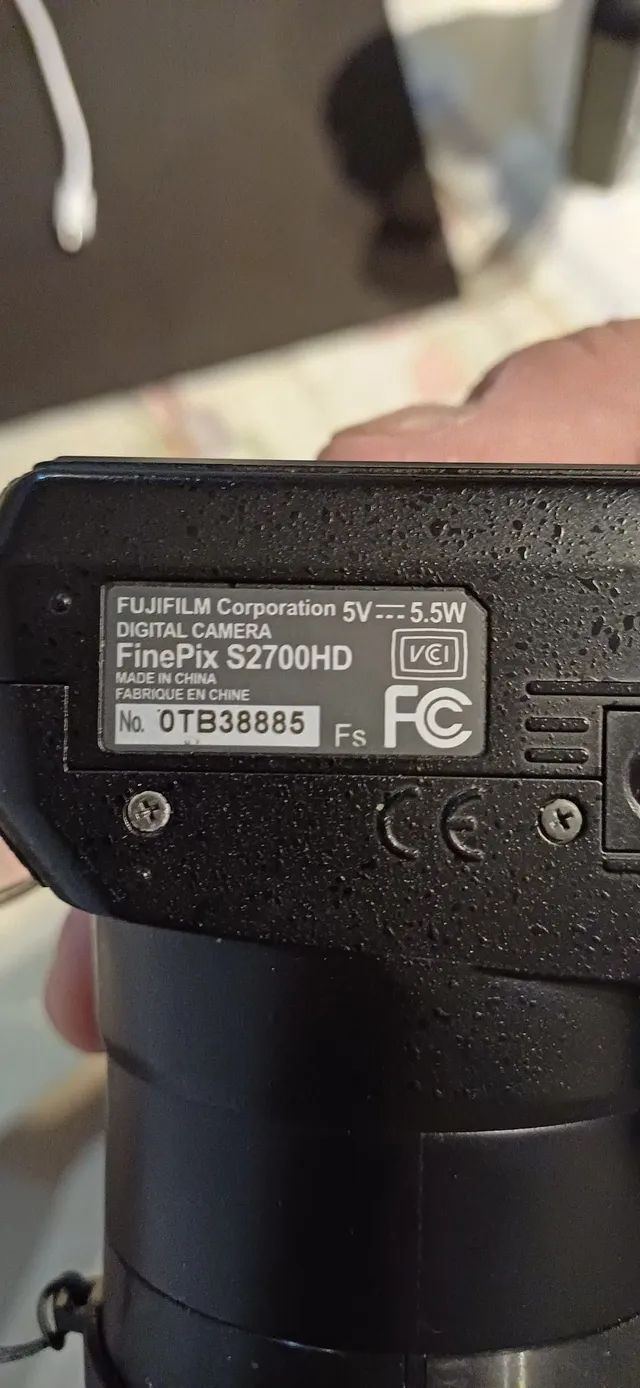 FUJIFILM Corporation 5V⎓5.5W
DIGITAL CAMERA
FinePix S2700HD
VCI
MADE IN CHINA
FABRIQUE EN CHINE
FC
No. 0TB38885 Fs
CE